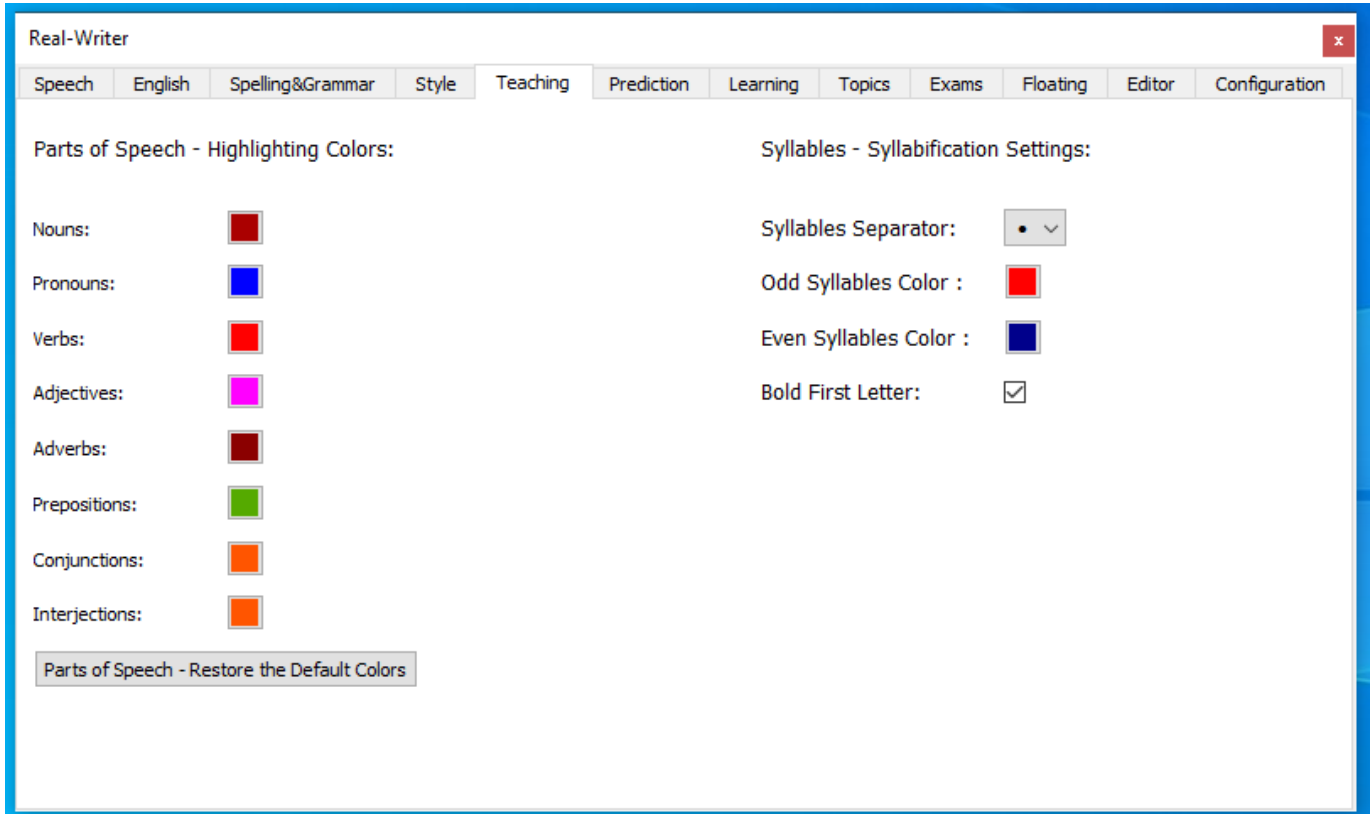 Real-Writer
x
Speech English Spelling&Grammar Style Teaching Prediction Learning Topics Exams Floating Editor Configuration
Parts of Speech - Highlighting Colors:
Nouns:
Pronouns:
Verbs:
Adjectives:
Adverbs:
Prepositions:
Conjunctions:
Interjections:
Parts of Speech - Restore the Default Colors
Syllables - Syllabification Settings:
Syllables Separator: •
Odd Syllables Color :
Even Syllables Color :
Bold First Letter: